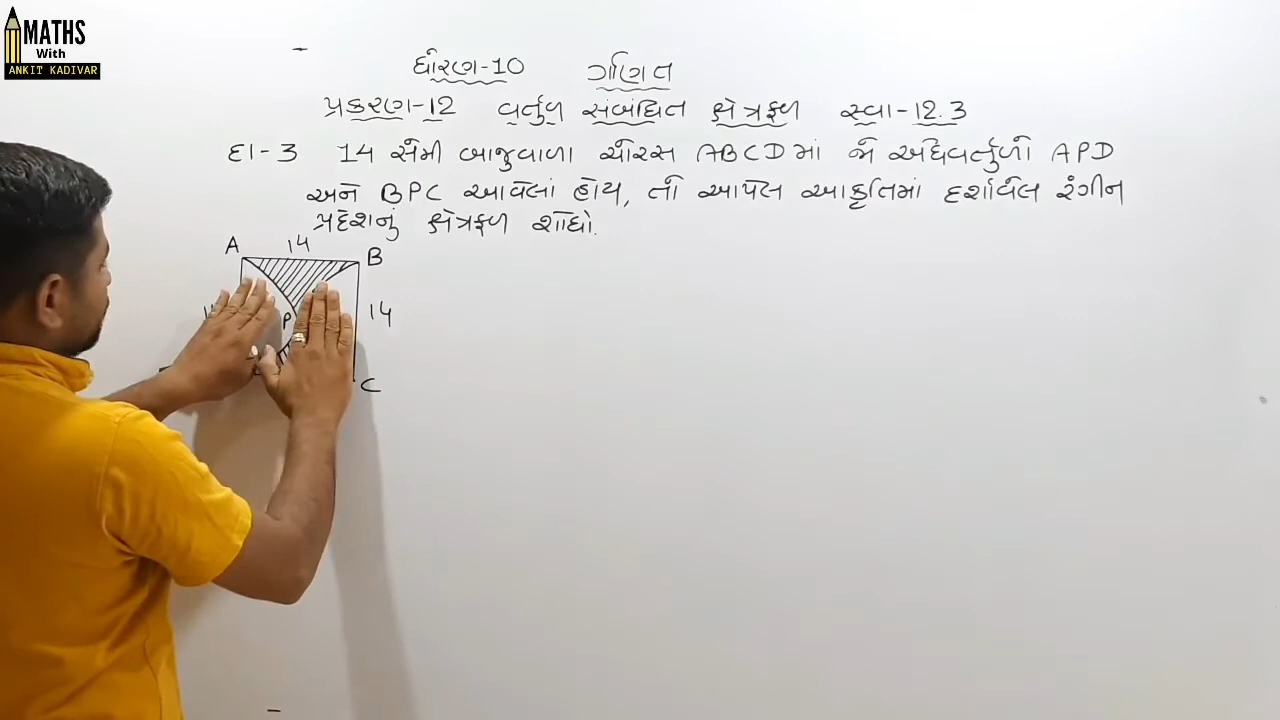 MATHS
With
ANKIT KADIVAR
ધોરણ-10 ગણિત
પ્રકરણ-12 વર્તુળ સંબંધિત ક્ષેત્રફળ સ્વા-12.3
દા-3 14 સેમી બાજુવાળા ચોરસ ABCD માં જો અર્ધવર્તુળો APD
અને BPC આવેલાં હોય, તો આપેલ આકૃતિમાં દર્શાવેલ રંગીન
પ્રદેશનું ક્ષેત્રફળ શોધો.
A 14 B
P 14
C